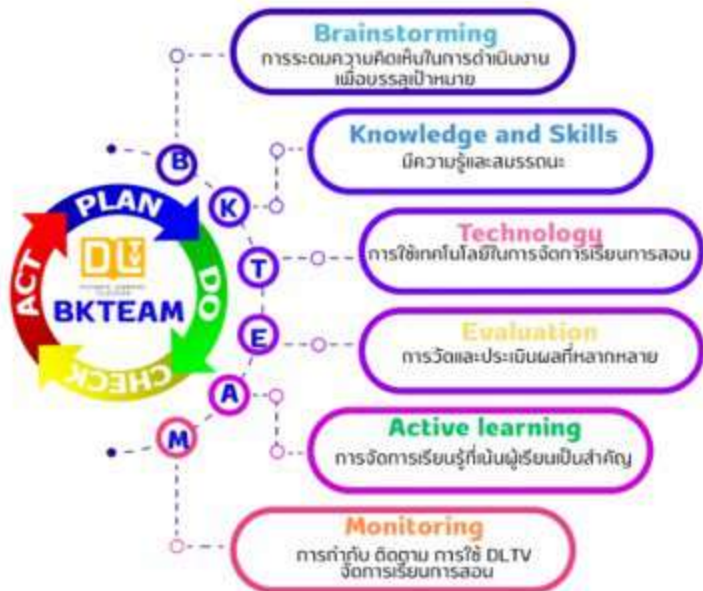 Brainstorming
การระดมความคิดเห็นในการดำเนินงาน
เพื่อบรรลุเป้าหมาย
B
Knowledge and Skills
มีความรู้และสมรรถนะ
K
Technology
การใช้เทคโนโลยีในการจัดการเรียนการสอน
T
Evaluation
การวัดและประเมินผลที่หลากหลาย
E
Active learning
การจัดการเรียนรู้ที่เน้นผู้เรียนเป็นสำคัญ
A
Monitoring
การกำกับ ติดตาม การใช้ DLTV
จัดการเรียนการสอน
M
PLAN
DO
CHECK
ACT
DLTV
BKTEAM